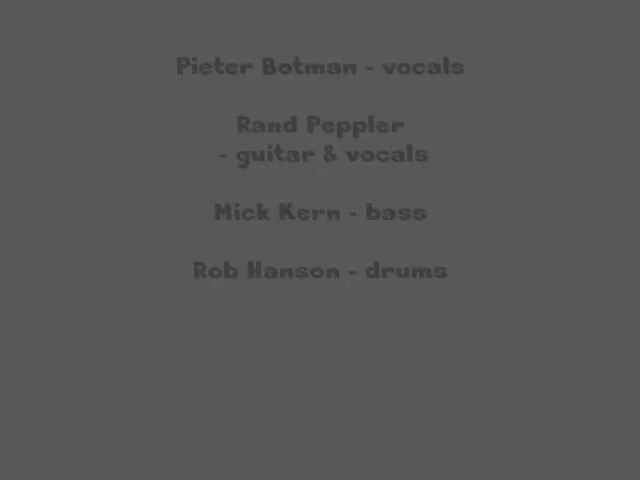 Pieter Botman - vocals
Rand Peppler
- guitar & vocals
Mick Kern - bass
Rob Hanson - drums